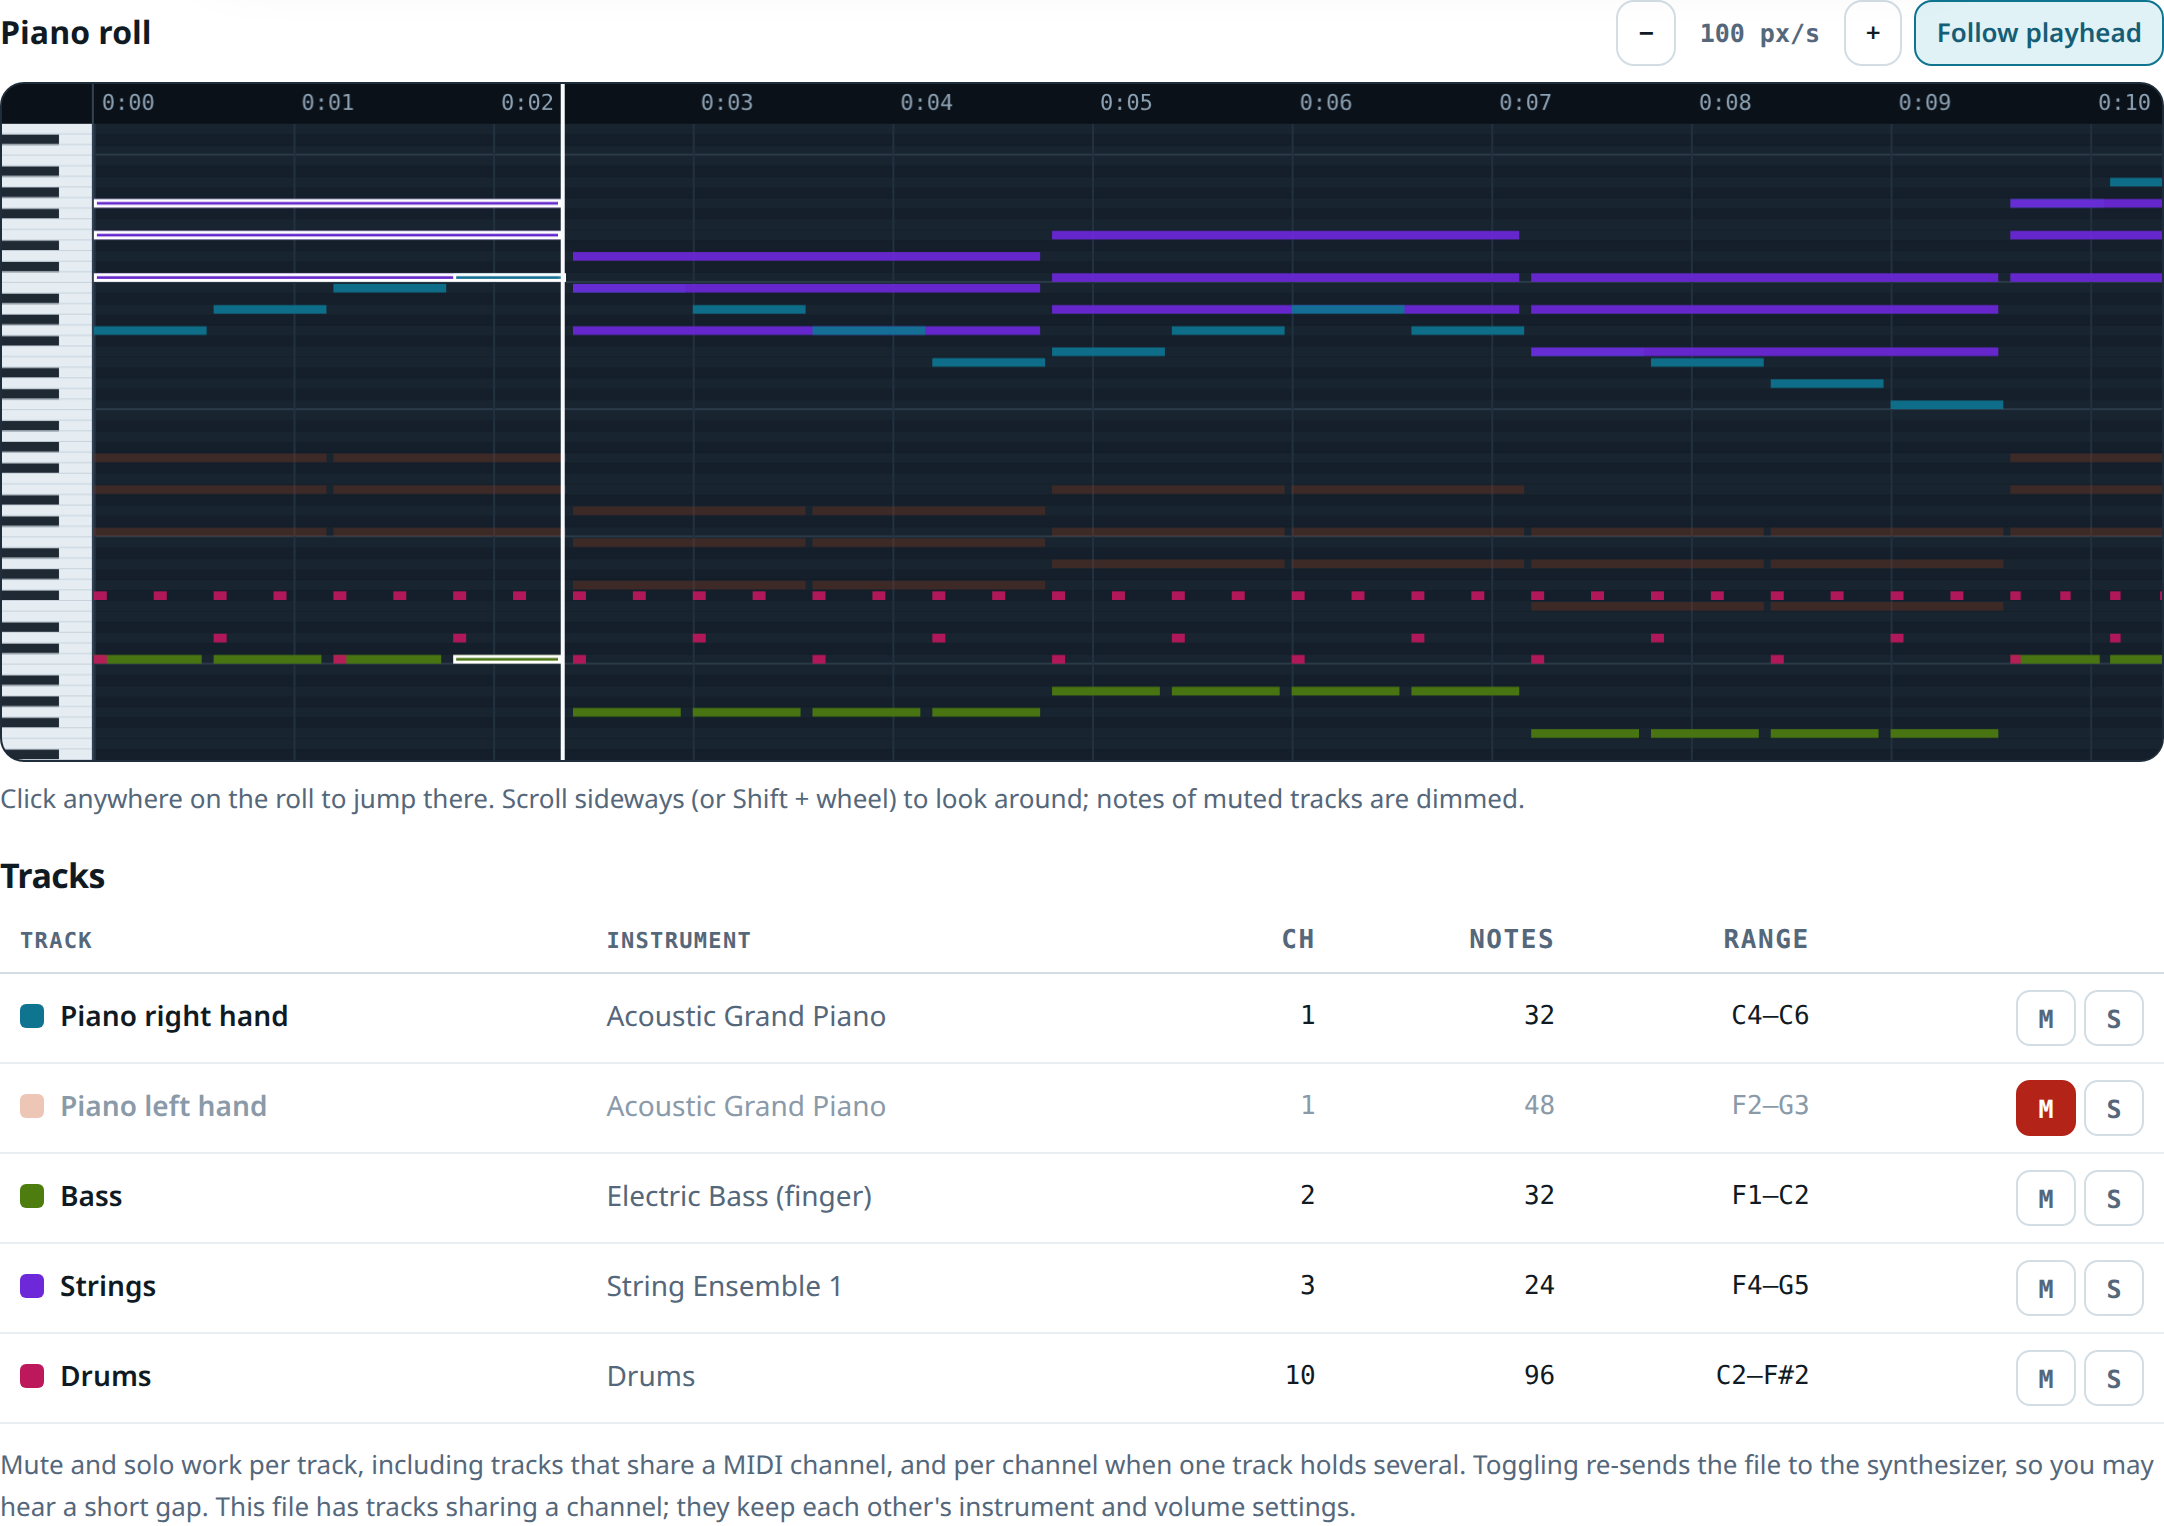 Piano roll
− 100 px/s + Follow playhead
0:00 0:01 0:02 0:03 0:04 0:05 0:06 0:07 0:08 0:09 0:10
Click anywhere on the roll to jump there. Scroll sideways (or Shift + wheel) to look around; notes of muted tracks are dimmed.
Tracks
TRACK INSTRUMENT CH NOTES RANGE
Piano right hand Acoustic Grand Piano 1 32 C4–C6 M S
Piano left hand Acoustic Grand Piano 1 48 F2–G3 M S
Bass Electric Bass (finger) 2 32 F1–C2 M S
Strings String Ensemble 1 3 24 F4–G5 M S
Drums Drums 10 96 C2–F#2 M S
Mute and solo work per track, including tracks that share a MIDI channel, and per channel when one track holds several. Toggling re-sends the file to the synthesizer, so you may
hear a short gap. This file has tracks sharing a channel; they keep each other's instrument and volume settings.